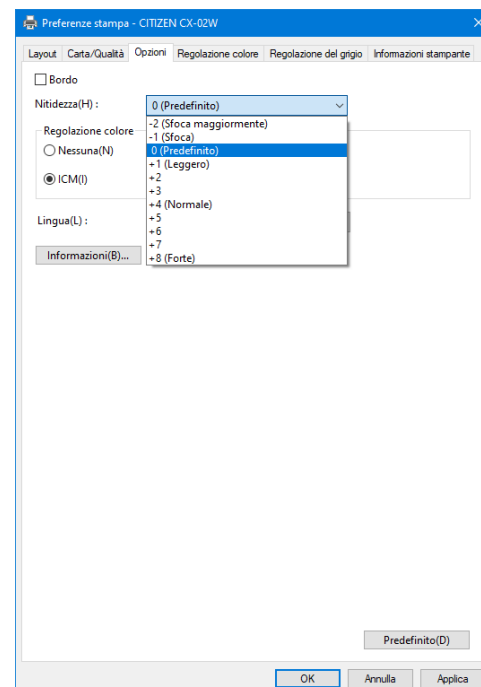 Preferenze stampa - CITIZEN CX-02W
Layout Carta/Qualità Opzioni Regolazione colore Regolazione del grigio Informazioni stampante
Bordo
Nitidezza(H) : 0 (Predefinito)
-2 (Sfoca maggiormente)
-1 (Sfoca)
0 (Predefinito)
+1 (Leggero)
+2
+3
+4 (Normale)
+5
+6
+7
+8 (Forte)
Regolazione colore
Nessuna(N)
ICM(I)
Lingua(L) :
Informazioni(B)...
Predefinito(D)
OK Annulla Applica